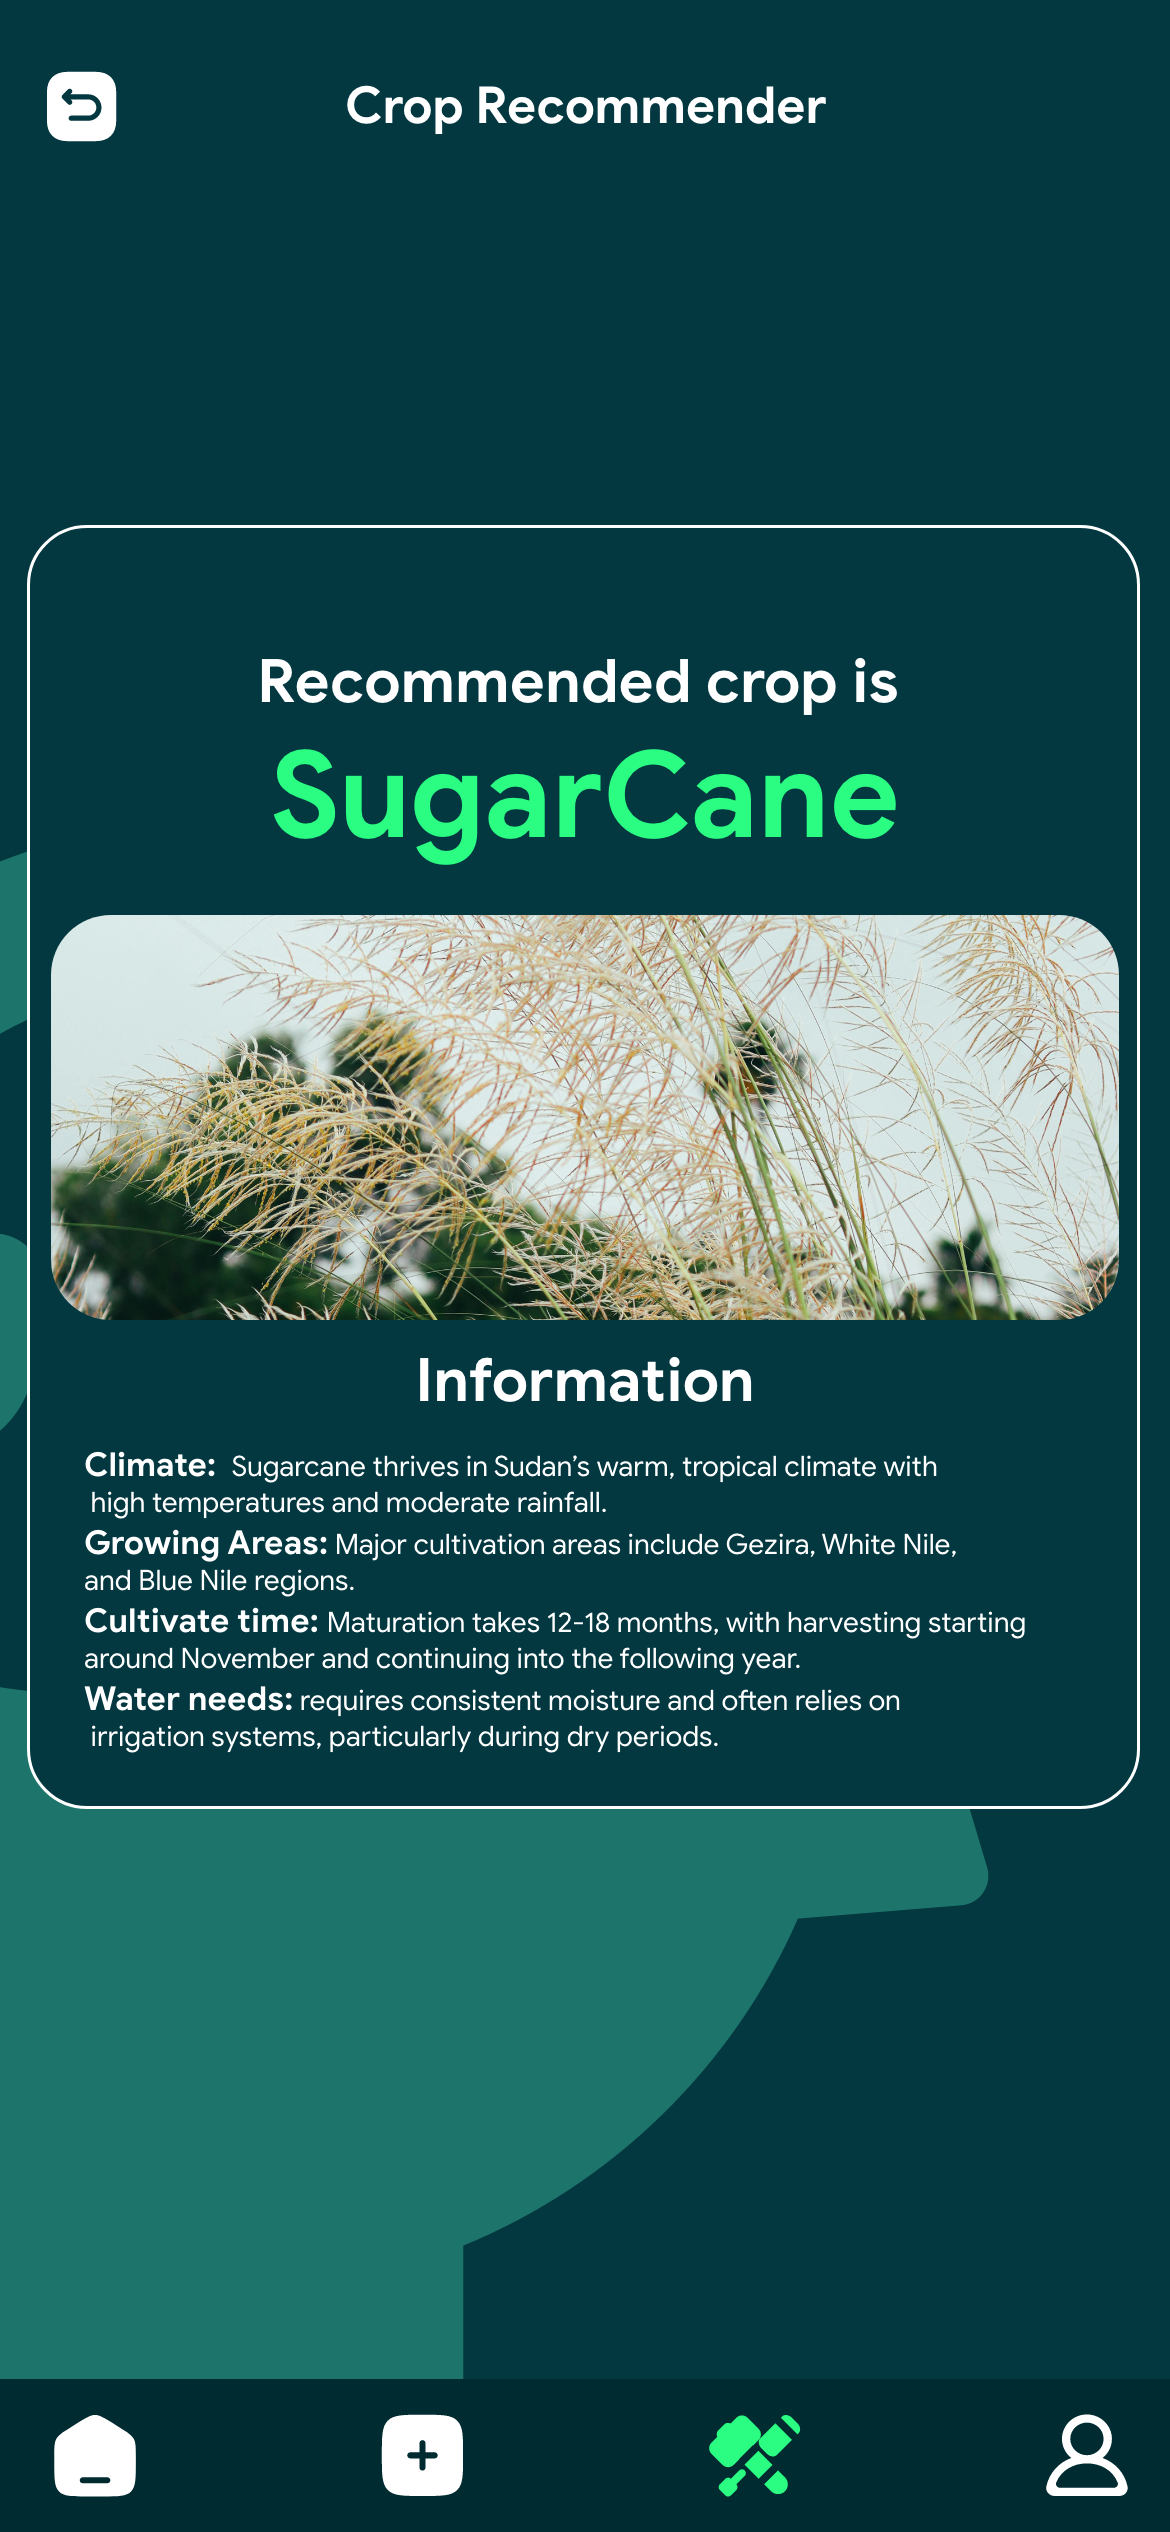 Crop Recommender
Recommended crop is
SugarCane
Information
Climate: Sugarcane thrives in Sudan’s warm, tropical climate with
high temperatures and moderate rainfall.
Growing Areas: Major cultivation areas include Gezira, White Nile,
and Blue Nile regions.
Cultivate time: Maturation takes 12-18 months, with harvesting starting
around November and continuing into the following year.
Water needs: requires consistent moisture and often relies on
irrigation systems, particularly during dry periods.